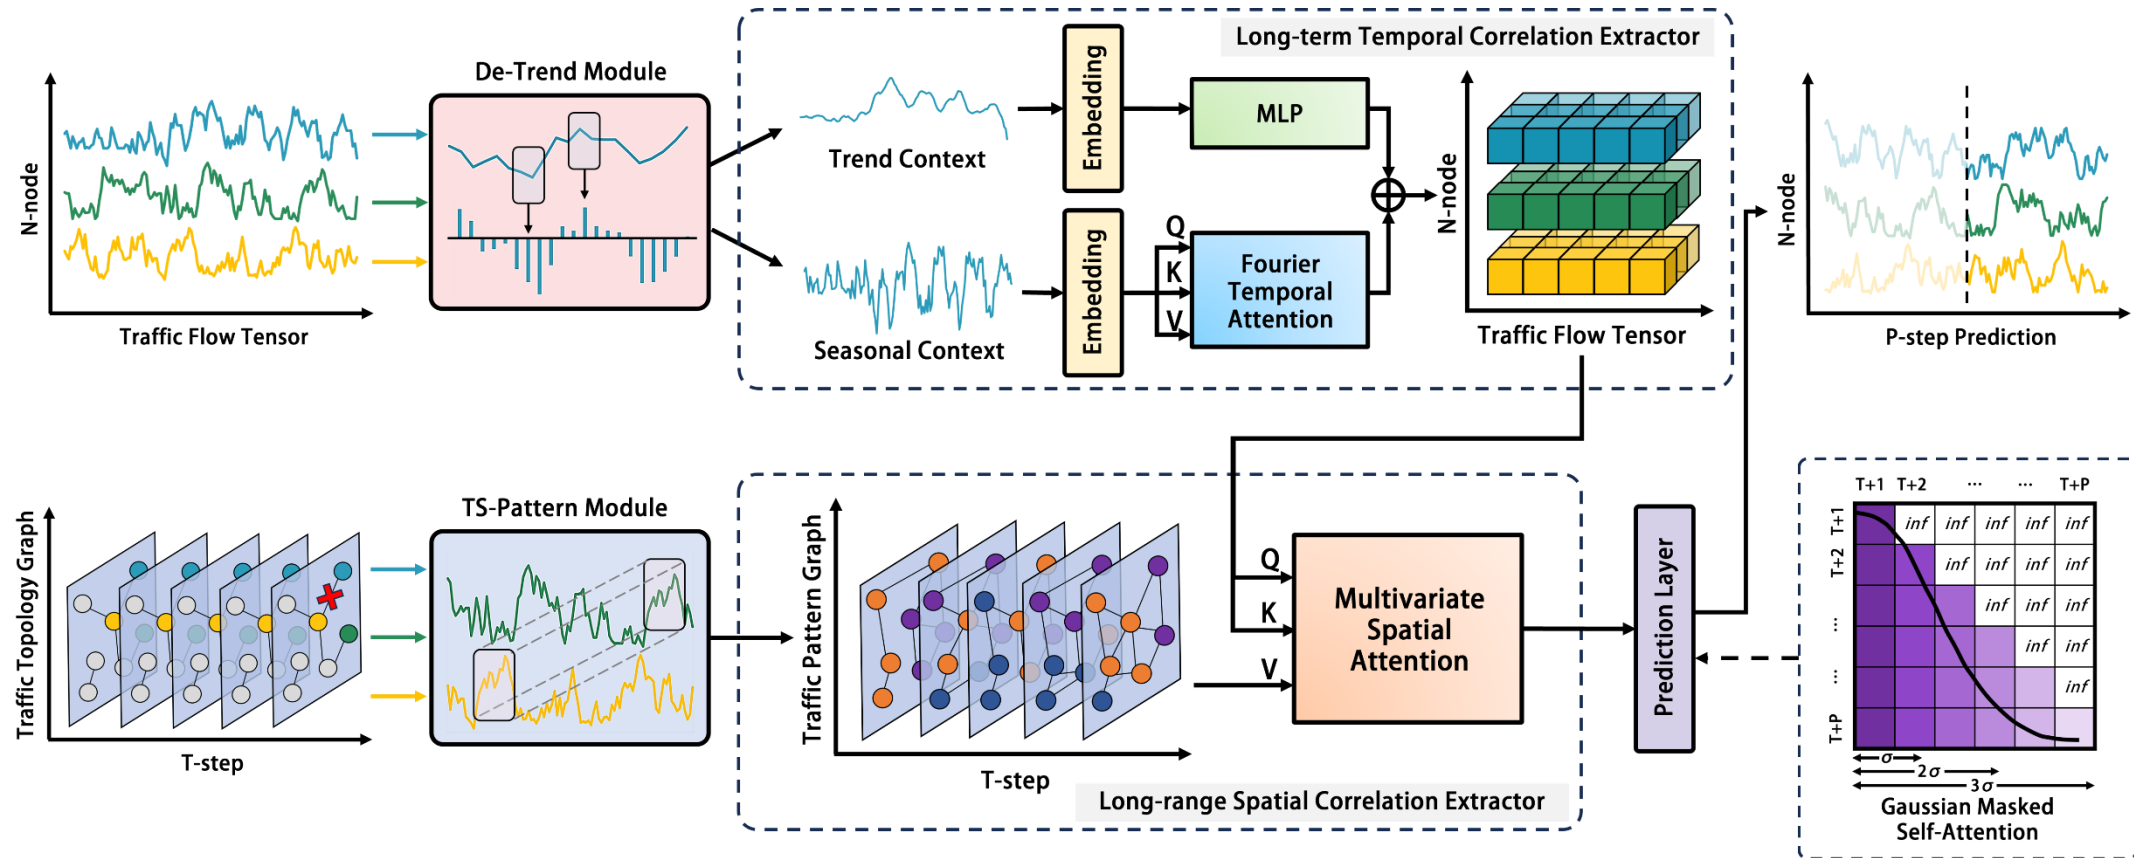 De-Trend Module
N-node
Traffic Flow Tensor
Long-term Temporal Correlation Extractor
Trend Context
Embedding
MLP
Seasonal Context
Embedding
Q
K
V
Fourier
Temporal
Attention
N-node
Traffic Flow Tensor
N-node
P-step Prediction
Traffic Topology Graph
T-step
TS-Pattern Module
Traffic Pattern Graph
T-step
Q
K
V
Multivariate
Spatial
Attention
Long-range Spatial Correlation Extractor
Prediction Layer
T+1 T+2 ... ... T+P
T+1 inf inf inf inf inf
T+2 inf inf inf inf
... inf inf inf
inf inf
... inf
T+P
σ
2σ
3σ
Gaussian Masked
Self-Attention